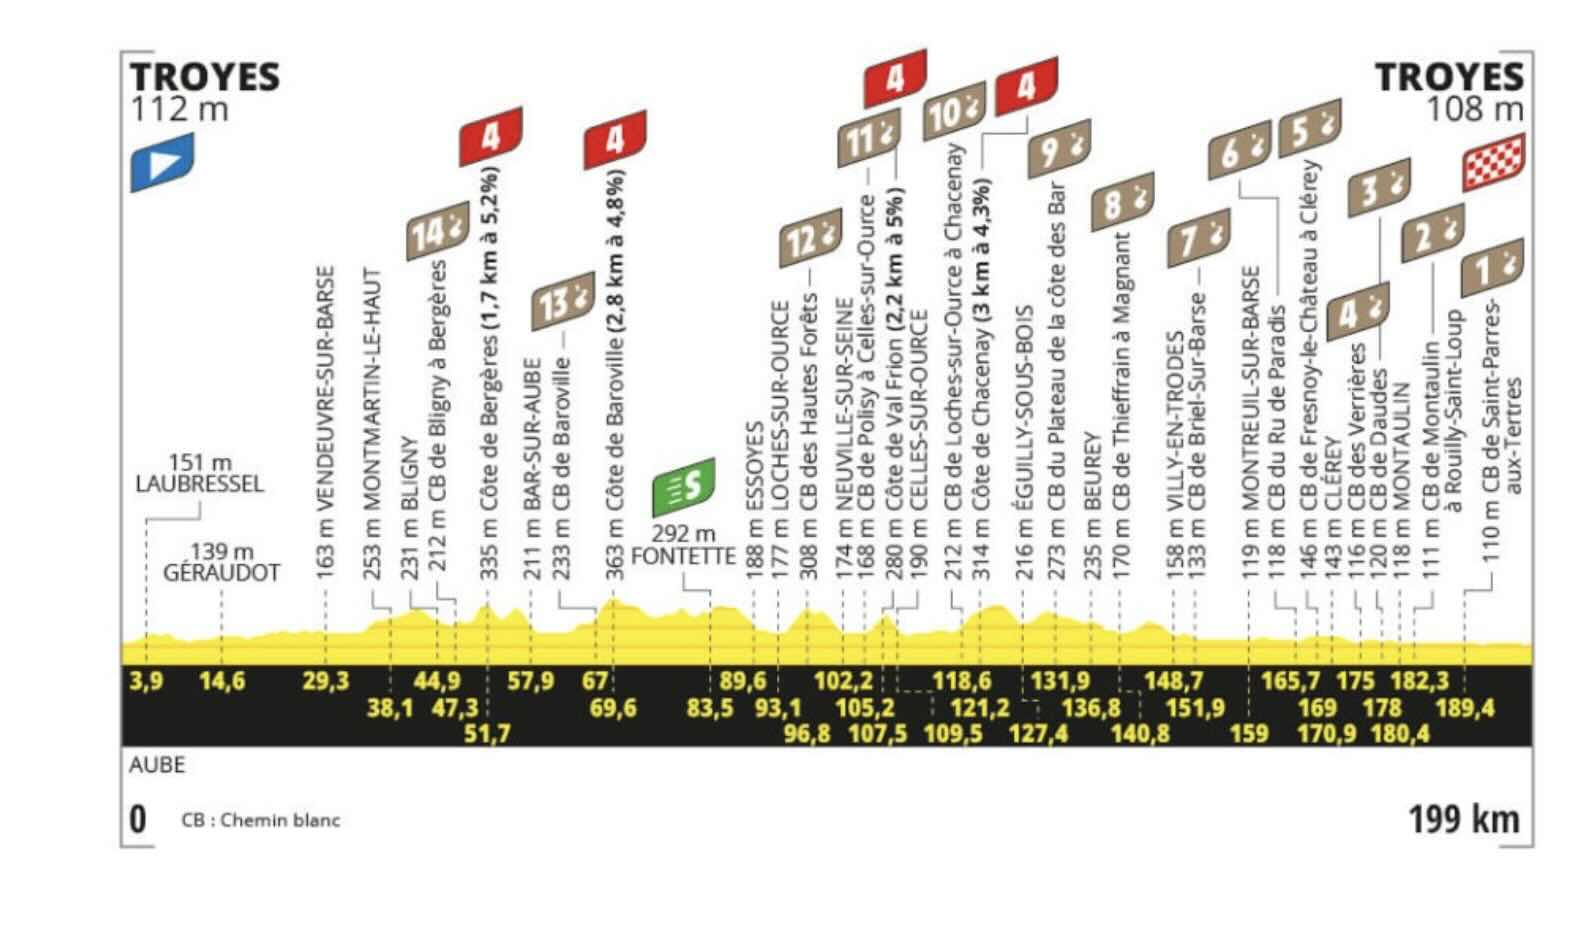 TROYES
112 m
TROYES
108 m
151 m
LAUBRESSEL
139 m
GÉRAUDOT
163 m VENDEUVRE-SUR-BARSE
253 m MONTMARTIN-LE-HAUT
231 m BLIGNY
14
212 m CB de Bligny à Bergères
4
335 m Côte de Bergères (1,7 km à 5,2%)
211 m BAR-SUR-AUBE
13
233 m CB de Baroville
4
363 m Côte de Baroville (2,8 km à 4,8%)
S
292 m
FONTETTE
188 m ESSOYES
177 m LOCHES-SUR-OURCE
12
308 m CB des Hautes Forêts
174 m NEUVILLE-SUR-SEINE
11
168 m CB de Polisy à Celles-sur-Ource
4
280 m Côte de Val Frion (2,2 km à 5%)
190 m CELLES-SUR-OURCE
10
212 m CB de Loches-sur-Ource à Chacenay
4
314 m Côte de Chacenay (3 km à 4,3%)
216 m ÉGUILLY-SOUS-BOIS
9
273 m CB du Plateau de la côte des Bar
235 m BEUREY
8
170 m CB de Thieffrain à Magnant
158 m VILLY-EN-TRODES
7
133 m CB de Briel-Sur-Barse
119 m MONTREUIL-SUR-BARSE
6
118 m CB du Ru de Paradis
5
146 m CB de Fresnoy-le-Château à Clérey
143 m CLÉREY
4
116 m CB des Verrières
3
120 m CB de Daudes
118 m MONTAULIN
2
111 m CB de Montaulin
à Rouilly-Saint-Loup
1
110 m CB de Saint-Parres-
aux-Tertres
3,9 14,6 29,3 44,9 57,9 67 89,6 102,2 118,6 131,9 148,7 165,7 175 182,3
38,1 47,3 69,6 83,5 93,1 105,2 121,2 136,8 151,9 169 178 189,4
51,7 96,8 107,5 109,5 127,4 140,8 159 170,9 180,4
AUBE
0
CB : Chemin blanc
199 km